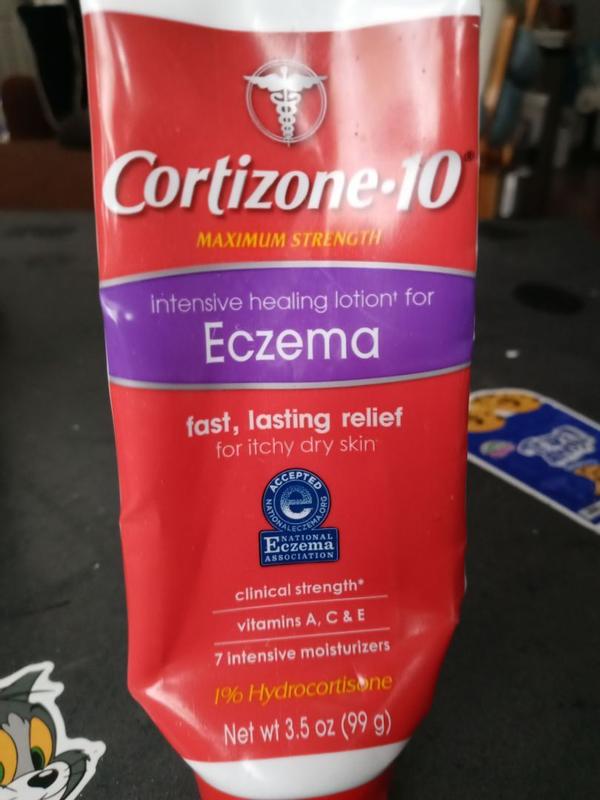 Cortizone·10®
MAXIMUM STRENGTH
intensive healing lotion† for
Eczema
fast, lasting relief
for itchy dry skin
ACCEPTED
NATIONALECZEMA.ORG
NATIONAL
Eczema
ASSOCIATION
clinical strength*
vitamins A, C & E
7 intensive moisturizers
1% Hydrocortisone
Net wt 3.5 oz (99 g)